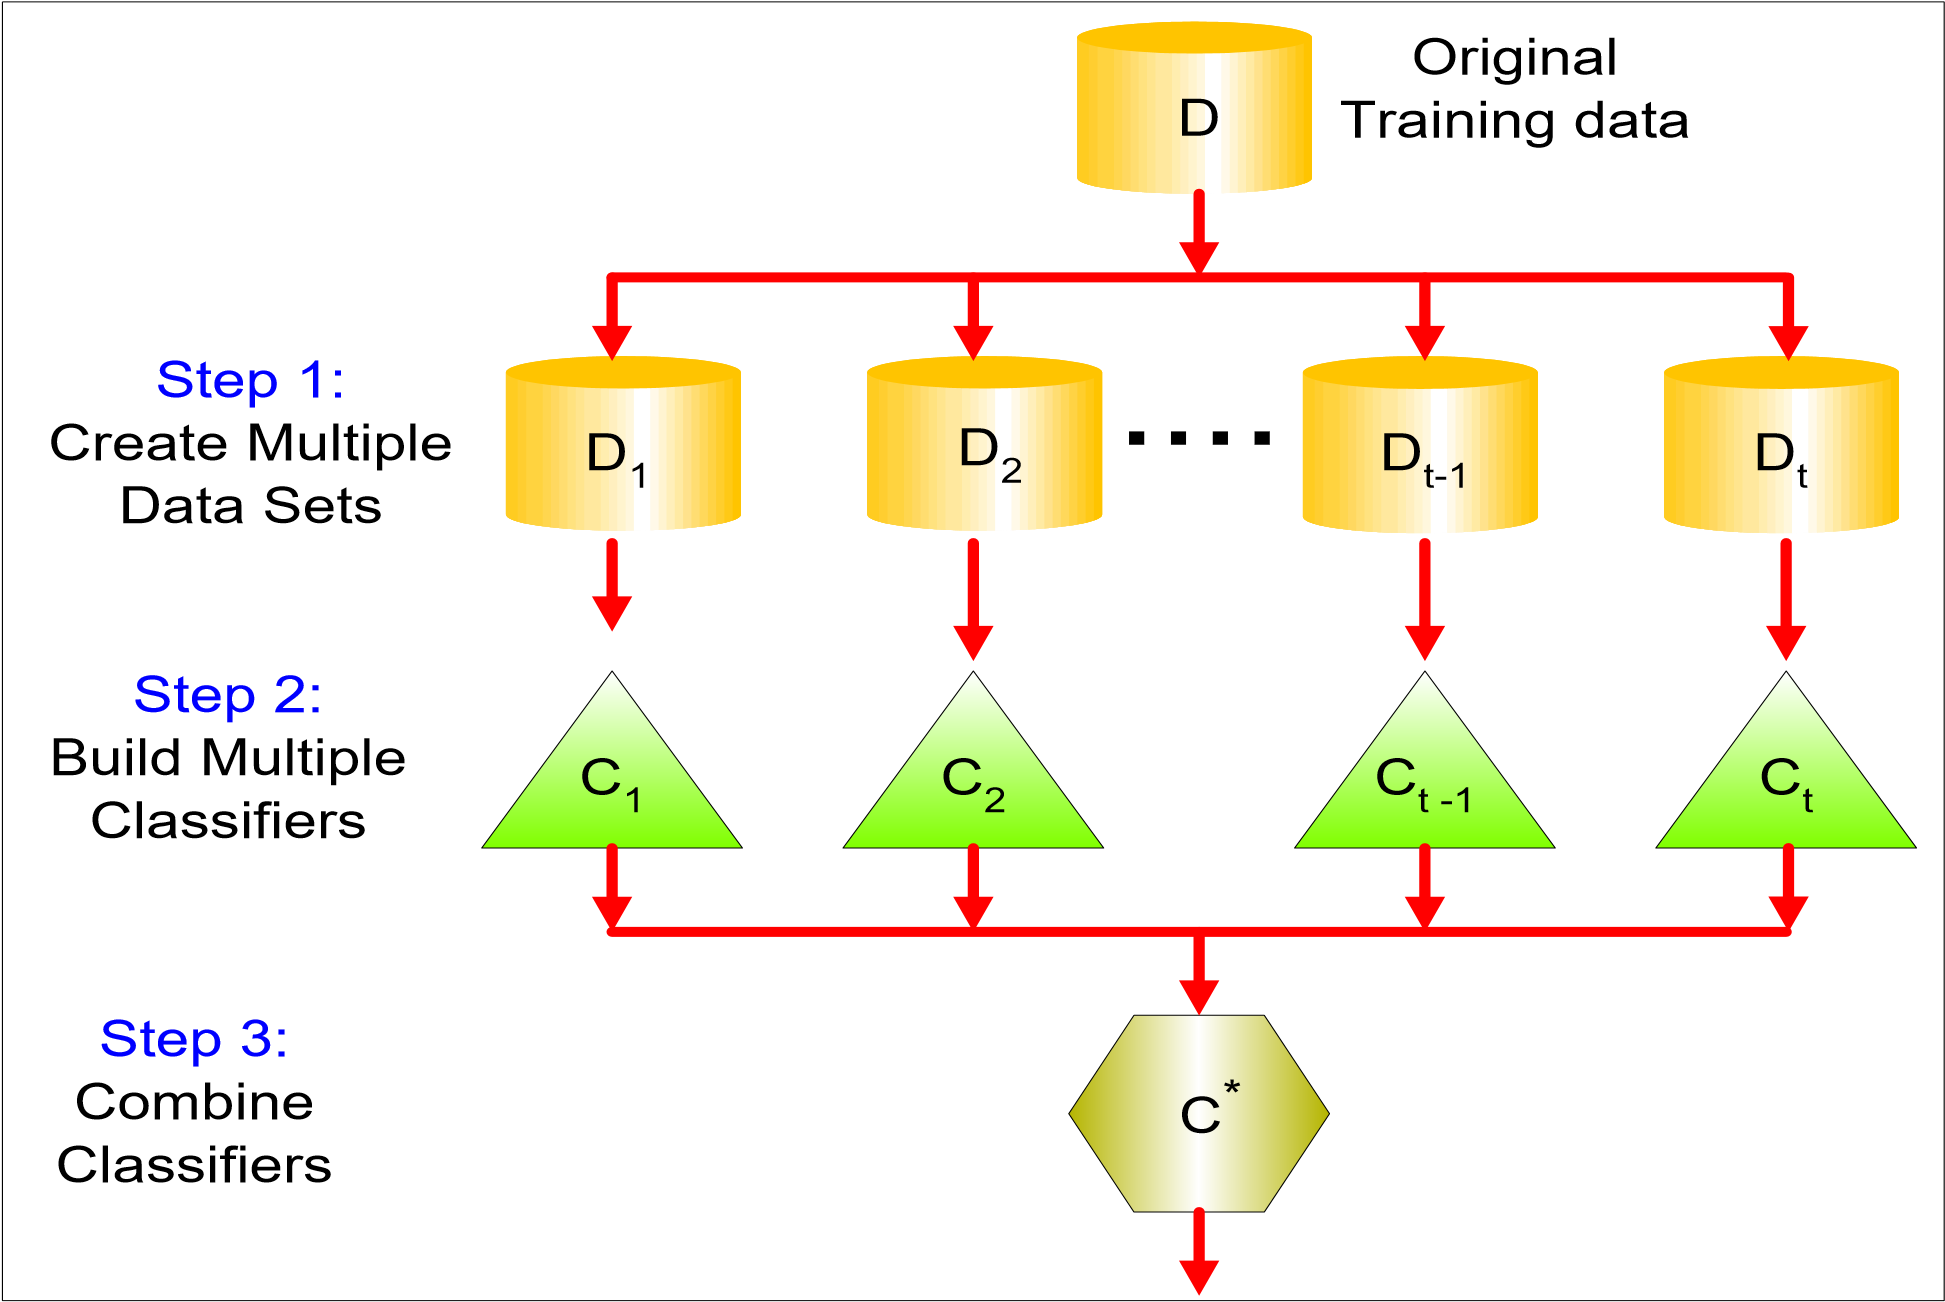 D
Original
Training data
Step 1:
Create Multiple
Data Sets
D1
D2
Dt-1
Dt
Step 2:
Build Multiple
Classifiers
C1
C2
Ct -1
Ct
Step 3:
Combine
Classifiers
C*